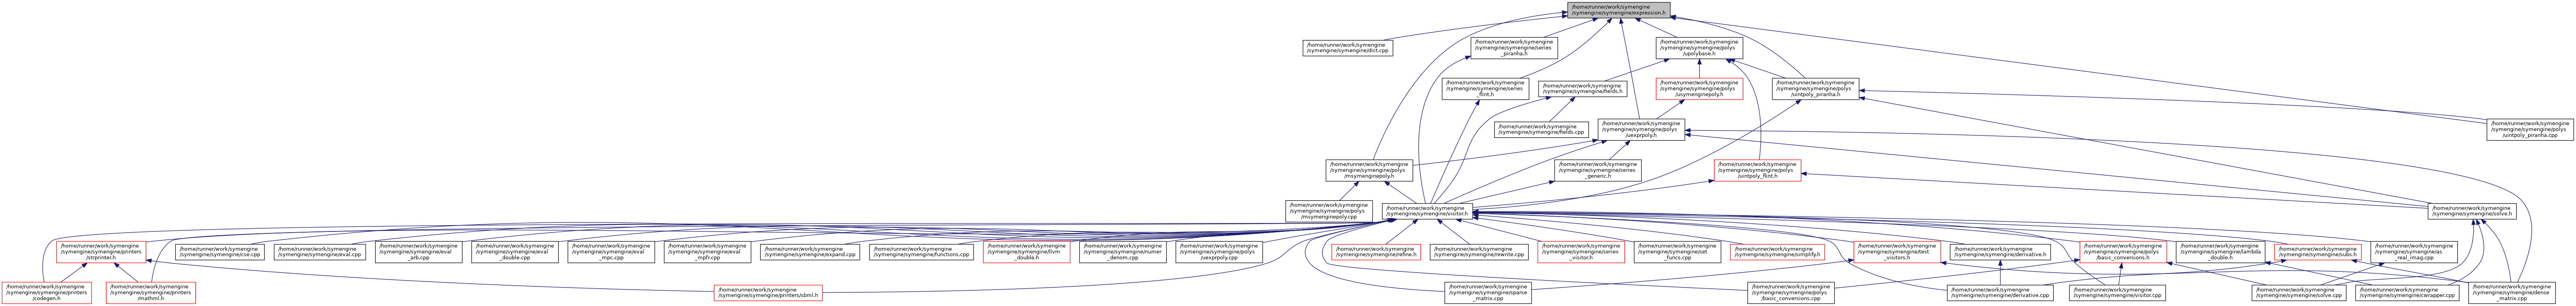 /home/runner/work/symengine
/symengine/symengine/expression.h
/home/runner/work/symengine
/symengine/symengine/dict.cpp
/home/runner/work/symengine
/symengine/symengine/series
_piranha.h
/home/runner/work/symengine
/symengine/symengine/polys
/upolybase.h
/home/runner/work/symengine
/symengine/symengine/series
_flint.h
/home/runner/work/symengine
/symengine/symengine/fields.h
/home/runner/work/symengine
/symengine/symengine/polys
/usymenginepoly.h
/home/runner/work/symengine
/symengine/symengine/polys
/uintpoly_piranha.h
/home/runner/work/symengine
/symengine/symengine/fields.cpp
/home/runner/work/symengine
/symengine/symengine/polys
/uexprpoly.h
/home/runner/work/symengine
/symengine/symengine/polys
/uintpoly_piranha.cpp
/home/runner/work/symengine
/symengine/symengine/polys
/msymenginepoly.h
/home/runner/work/symengine
/symengine/symengine/series
_generic.h
/home/runner/work/symengine
/symengine/symengine/polys
/uintpoly_flint.h
/home/runner/work/symengine
/symengine/symengine/polys
/msymenginepoly.cpp
/home/runner/work/symengine
/symengine/symengine/visitor.h
/home/runner/work/symengine
/symengine/symengine/solve.h
/home/runner/work/symengine
/symengine/symengine/printers
/strprinter.h
/home/runner/work/symengine
/symengine/symengine/cse.cpp
/home/runner/work/symengine
/symengine/symengine/eval.cpp
/home/runner/work/symengine
/symengine/symengine/eval
_arb.cpp
/home/runner/work/symengine
/symengine/symengine/eval
_double.cpp
/home/runner/work/symengine
/symengine/symengine/eval
_mpc.cpp
/home/runner/work/symengine
/symengine/symengine/eval
_mpfr.cpp
/home/runner/work/symengine
/symengine/symengine/expand.cpp
/home/runner/work/symengine
/symengine/symengine/functions.cpp
/home/runner/work/symengine
/symengine/symengine/llvm
_double.h
/home/runner/work/symengine
/symengine/symengine/numer
_denom.cpp
/home/runner/work/symengine
/symengine/symengine/polys
/uexprpoly.cpp
/home/runner/work/symengine
/symengine/symengine/refine.h
/home/runner/work/symengine
/symengine/symengine/rewrite.cpp
/home/runner/work/symengine
/symengine/symengine/series
_visitor.h
/home/runner/work/symengine
/symengine/symengine/set
_funcs.cpp
/home/runner/work/symengine
/symengine/symengine/simplify.h
/home/runner/work/symengine
/symengine/symengine/test
_visitors.h
/home/runner/work/symengine
/symengine/symengine/derivative.h
/home/runner/work/symengine
/symengine/symengine/polys
/basic_conversions.h
/home/runner/work/symengine
/symengine/symengine/lambda
_double.h
/home/runner/work/symengine
/symengine/symengine/subs.h
/home/runner/work/symengine
/symengine/symengine/as
_real_imag.cpp
/home/runner/work/symengine
/symengine/symengine/printers
/codegen.h
/home/runner/work/symengine
/symengine/symengine/printers
/mathml.h
/home/runner/work/symengine
/symengine/symengine/printers/sbml.h
/home/runner/work/symengine
/symengine/symengine/sparse
_matrix.cpp
/home/runner/work/symengine
/symengine/symengine/polys
/basic_conversions.cpp
/home/runner/work/symengine
/symengine/symengine/derivative.cpp
/home/runner/work/symengine
/symengine/symengine/visitor.cpp
/home/runner/work/symengine
/symengine/symengine/solve.cpp
/home/runner/work/symengine
/symengine/symengine/cwrapper.cpp
/home/runner/work/symengine
/symengine/symengine/dense
_matrix.cpp